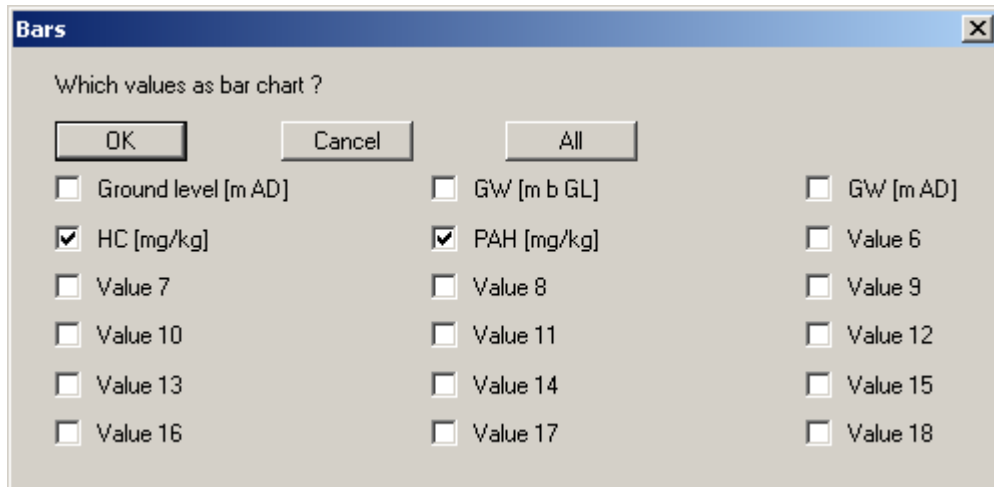 Bars
Which values as bar chart ?
OK Cancel All
Ground level [m AD] GW [m b GL] GW [m AD]
HC [mg/kg] PAH [mg/kg] Value 6
Value 7 Value 8 Value 9
Value 10 Value 11 Value 12
Value 13 Value 14 Value 15
Value 16 Value 17 Value 18